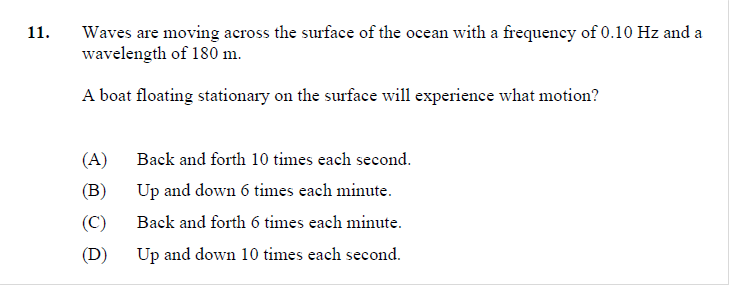 11. Waves are moving across the surface of the ocean with a frequency of 0.10 Hz and a
wavelength of 180 m.
A boat floating stationary on the surface will experience what motion?
(A) Back and forth 10 times each second.
(B) Up and down 6 times each minute.
(C) Back and forth 6 times each minute.
(D) Up and down 10 times each second.